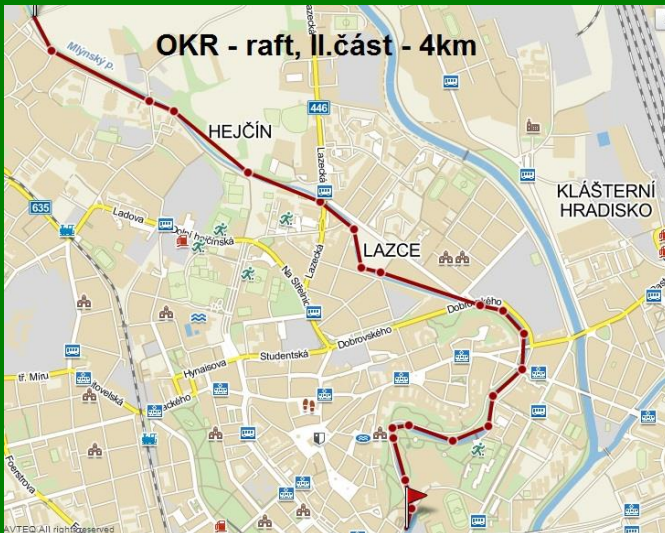 OKR - raft, II.část - 4km
Mlýnský p.
446
HEJČÍN
Lazecká
KLÁŠTERNÍ
HRADISKO
635
Ladova
Dolní hejčínská
Lazecká
LAZCE
Na Střelnici
Dobrovského
Dobrovského
Studentská
Hynaisova
tř. Míru
Foerstrova
AVTEQ All rights reserved